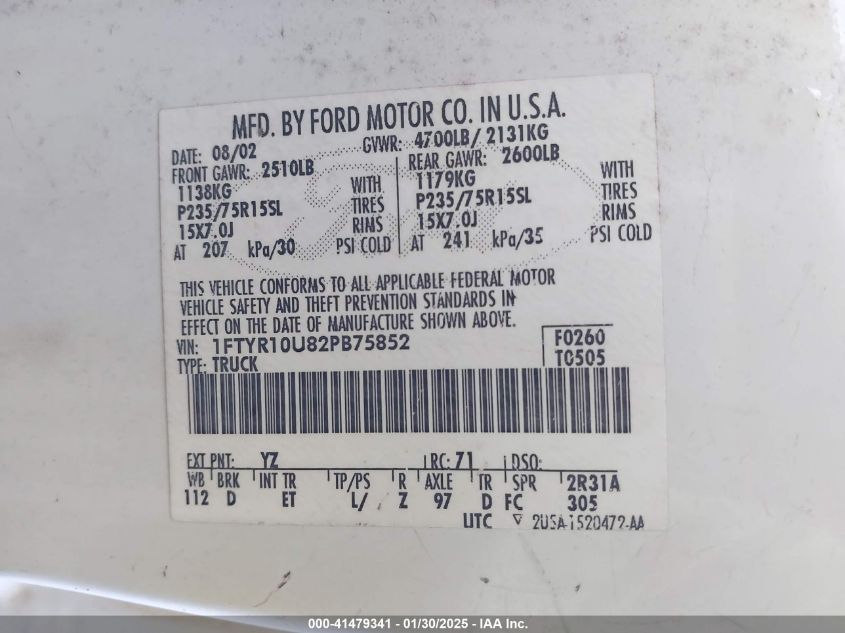 MFD. BY FORD MOTOR CO. IN U.S.A.
DATE: 08/02 GVWR: 4700LB/ 2131KG
FRONT GAWR: 2510LB REAR GAWR: 2600LB
1138KG WITH 1179KG WITH
P235/75R15SL TIRES P235/75R15SL TIRES
15X7.0J RIMS 15X7.0J RIMS
AT 207 kPa/30 PSI COLD AT 241 kPa/35 PSI COLD
THIS VEHICLE CONFORMS TO ALL APPLICABLE FEDERAL MOTOR
VEHICLE SAFETY AND THEFT PREVENTION STANDARDS IN
EFFECT ON THE DATE OF MANUFACTURE SHOWN ABOVE.
VIN: 1FTYR10U82PB75852 F0260
TYPE: TRUCK T0505
EXT PNT: YZ RC: 71 DSO:
WB BRK INT TR TP/PS R AXLE TR SPR 2R31A
112 D ET L/ Z 97 D FC 305
UTC ▽ 2USA-1520472-AA
000-41479341 - 01/30/2025 - IAA Inc.